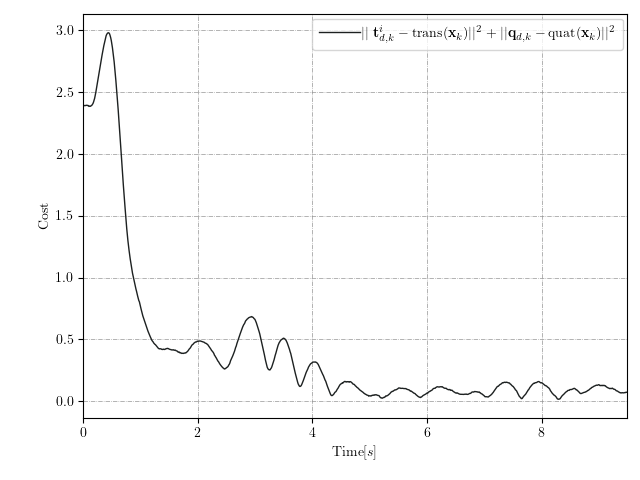 || t^i_{d,k} − trans(x_k)||^2 + ||q_{d,k} − quat(x_k)||^2
3.0
2.5
2.0
1.5
1.0
0.5
0.0
Cost
0 2 4 6 8
Time[s]